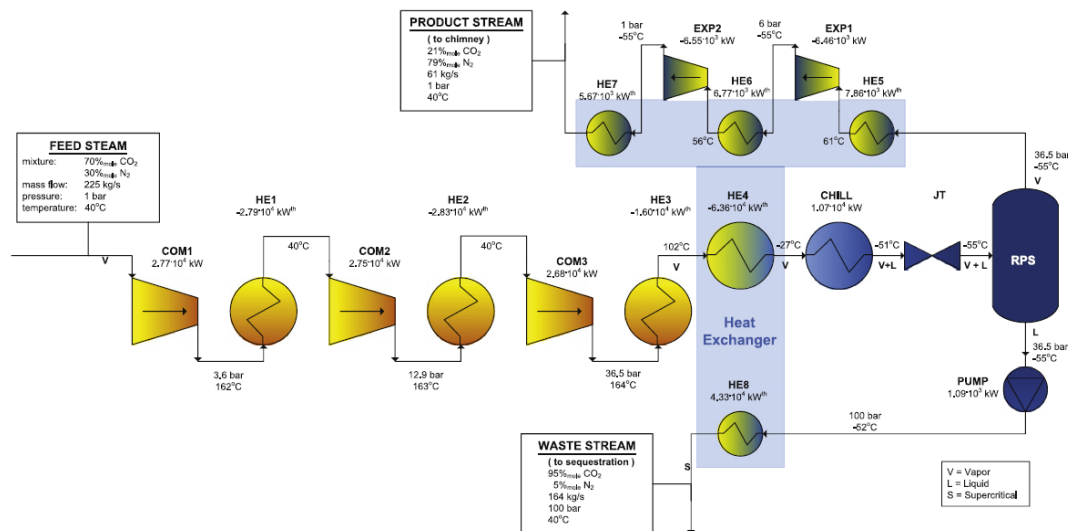 PRODUCT STREAM
( to chimney )
21%mole CO2
79%mole N2
61 kg/s
1 bar
40°C
1 bar
-55°C
EXP2
-6.55·10³ kW
6 bar
-55°C
EXP1
-6.46·10³ kW
HE7
5.67·10³ kWth
HE6
6.77·10³ kWth
HE5
7.86·10³ kWth
56°C
61°C
36.5 bar
-55°C
V
FEED STEAM
mixture: 70%mole CO2
30%mole N2
mass flow: 225 kg/s
pressure: 1 bar
temperature: 40°C
V
HE1
-2.79·10⁴ kWth
HE2
-2.83·10⁴ kWth
HE3
-1.60·10⁴ kWth
HE4
-6.36·10⁴ kWth
CHILL
1.07·10⁴ kW
JT
COM1
2.77·10⁴ kW
40°C
COM2
2.75·10⁴ kW
40°C
COM3
2.68·10⁴ kW
102°C
V
-27°C
V
-51°C
V+L
-55°C
V + L
RPS
Heat
Exchanger
L
3.6 bar
162°C
12.9 bar
163°C
36.5 bar
164°C
36.5 bar
-55°C
PUMP
1.09·10³ kW
HE8
4.33·10⁴ kWth
100 bar
-52°C
S
WASTE STREAM
( to sequestration )
95%mole CO2
5%mole N2
164 kg/s
100 bar
40°C
V = Vapor
L = Liquid
S = Supercritical